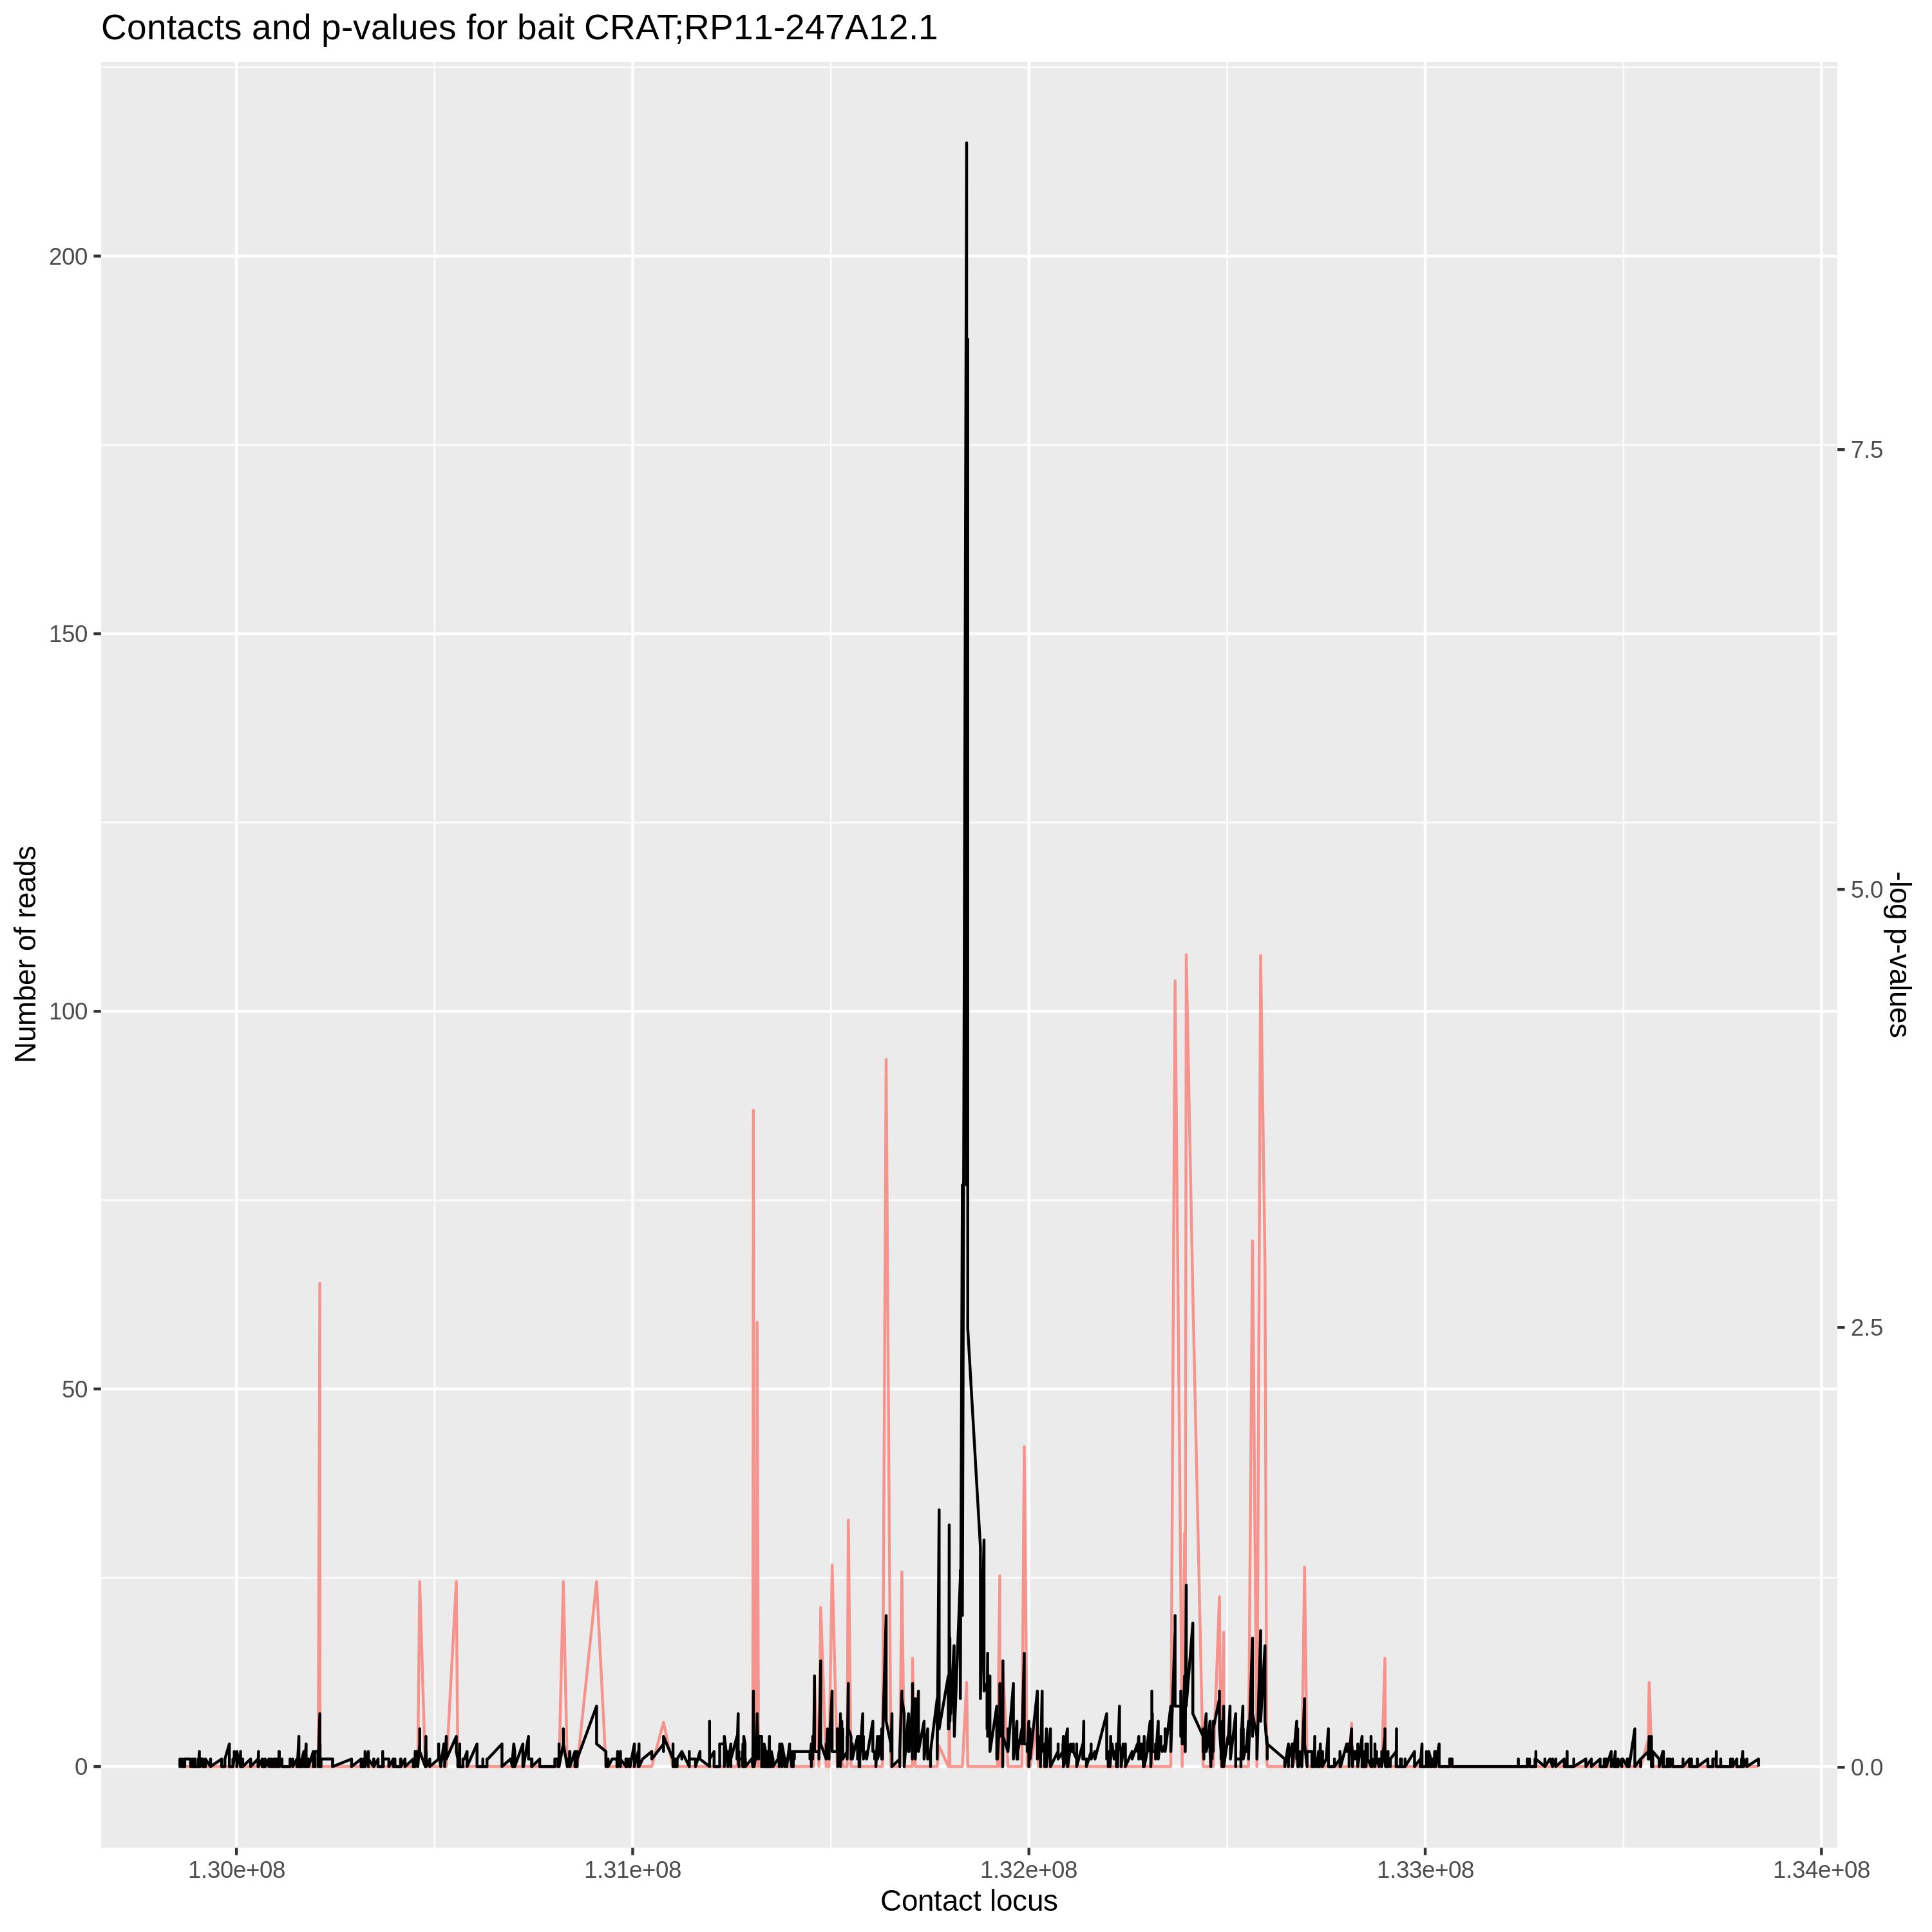 Contacts and p-values for bait CRAT;RP11-247A12.1
200
150
100
50
0
Number of reads
7.5
5.0
2.5
0.0
-log p-values
1.30e+08
1.31e+08
1.32e+08
1.33e+08
1.34e+08
Contact locus